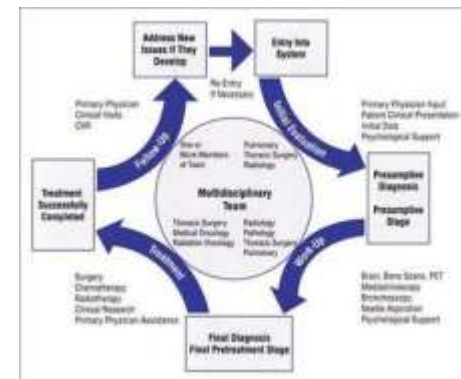 Address New
Issues If They
Develop
Entry Into
System
Re-Entry
If Necessary
Primary Physician
Clinical Visits
CXR
Follow-Up
Initial Evaluation
Primary Physician Input
Patient Clinical Presentation
Initial Data
Psychological Support
One or
More Members
of Team
Pulmonary
Thoracic Surgery
Radiology
Treatment
Successfully
Completed
Multidisciplinary
Team
Presumptive
Diagnosis
Presumptive
Stage
Thoracic Surgery
Medical Oncology
Radiation Oncology
Radiology
Pathology
Thoracic Surgery
Pulmonary
Treatment
Work-Up
Surgery
Chemotherapy
Radiotherapy
Clinical Research
Primary Physician Assistance
Brain, Bone Scans, PET
Mediastinoscopy
Bronchoscopy
Needle Aspiration
Psychological Support
Final Diagnosis
Final Pretreatment Stage